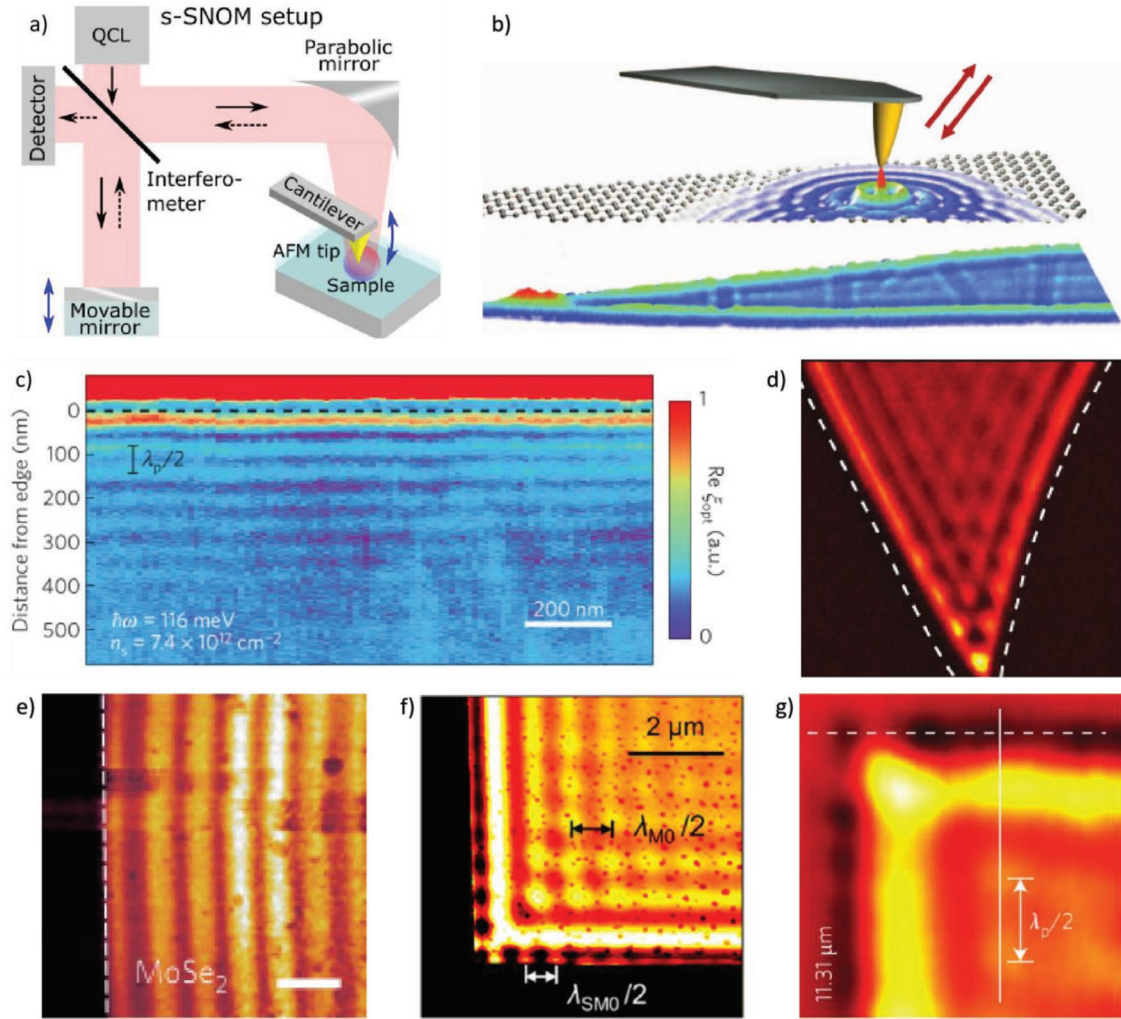 a)
s-SNOM setup
QCL
Parabolic
mirror
Detector
Interfero-
meter
Cantilever
AFM tip
Sample
Movable
mirror
b)
c)
Distance from edge (nm)
0
100
200
300
400
500
λp/2
ħω = 116 meV
nₛ = 7.4 × 10¹² cm⁻²
200 nm
1
Re ξopt (a.u.)
0
d)
e)
MoSe₂
f)
2 μm
λM0/2
λSM0/2
g)
λp/2
11.31 μm